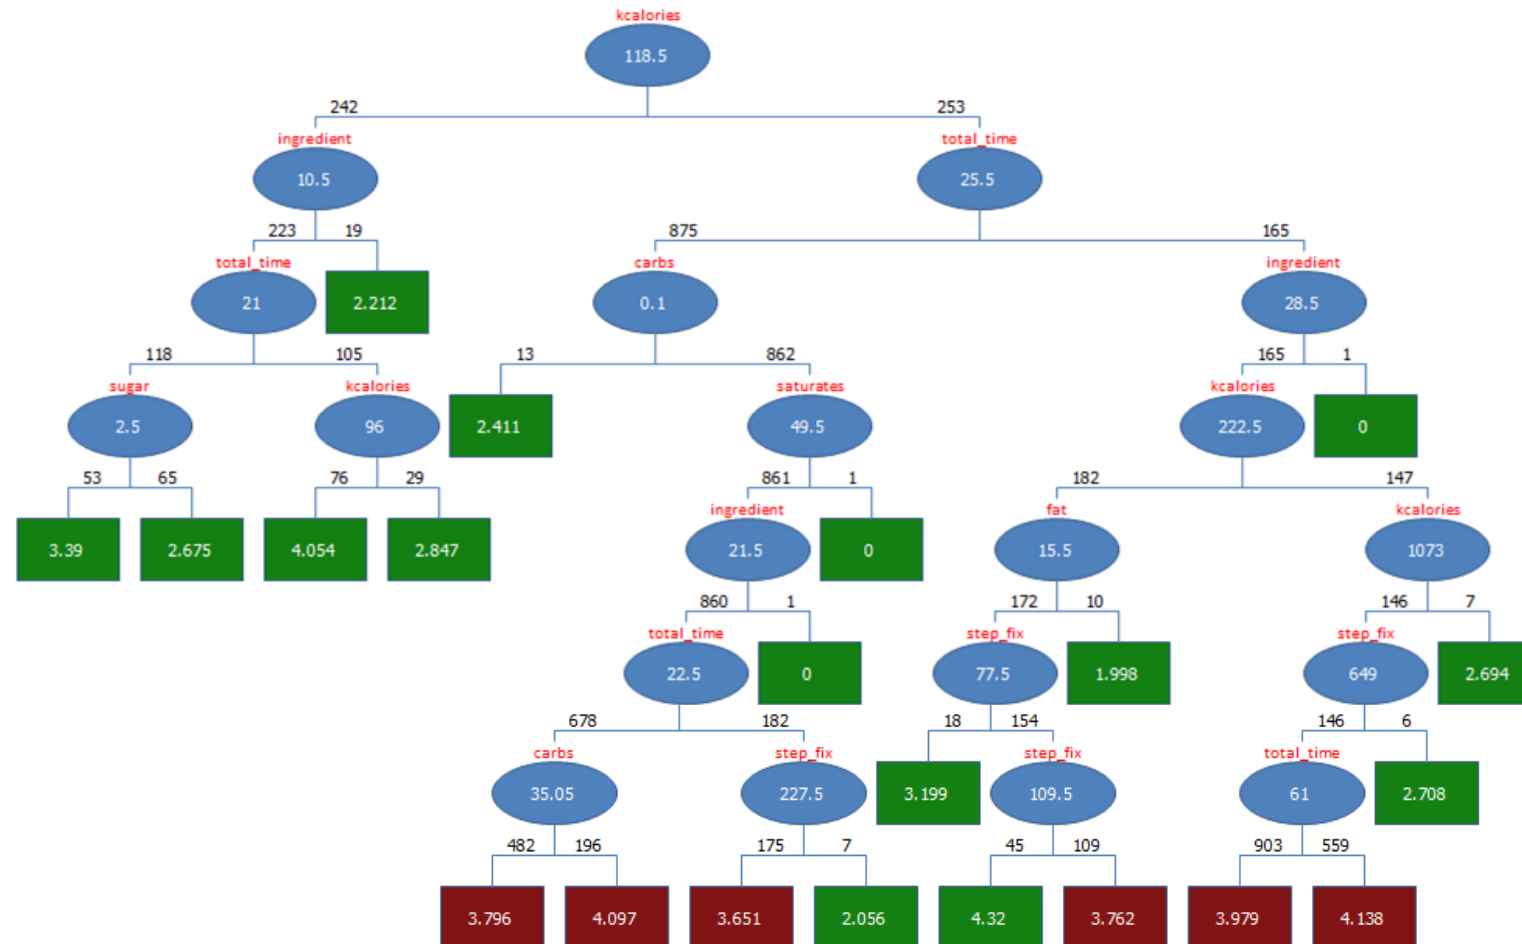 kcalories
118.5
242 253
ingredient total_time
10.5 25.5
223 19 875 165
total_time carbs ingredient
21 2.212 0.1 28.5
118 105 13 862 165 1
sugar kcalories saturates kcalories
2.5 96 2.411 49.5 222.5 0
53 65 76 29 861 1 182 147
ingredient fat kcalories
3.39 2.675 4.054 2.847 21.5 0 15.5 1073
860 1 172 10 146 7
total_time step_fix step_fix
22.5 0 77.5 1.998 649 2.694
678 182 18 154 146 6
carbs step_fix step_fix total_time
35.05 227.5 3.199 109.5 61 2.708
482 196 175 7 45 109 903 559
3.796 4.097 3.651 2.056 4.32 3.762 3.979 4.138